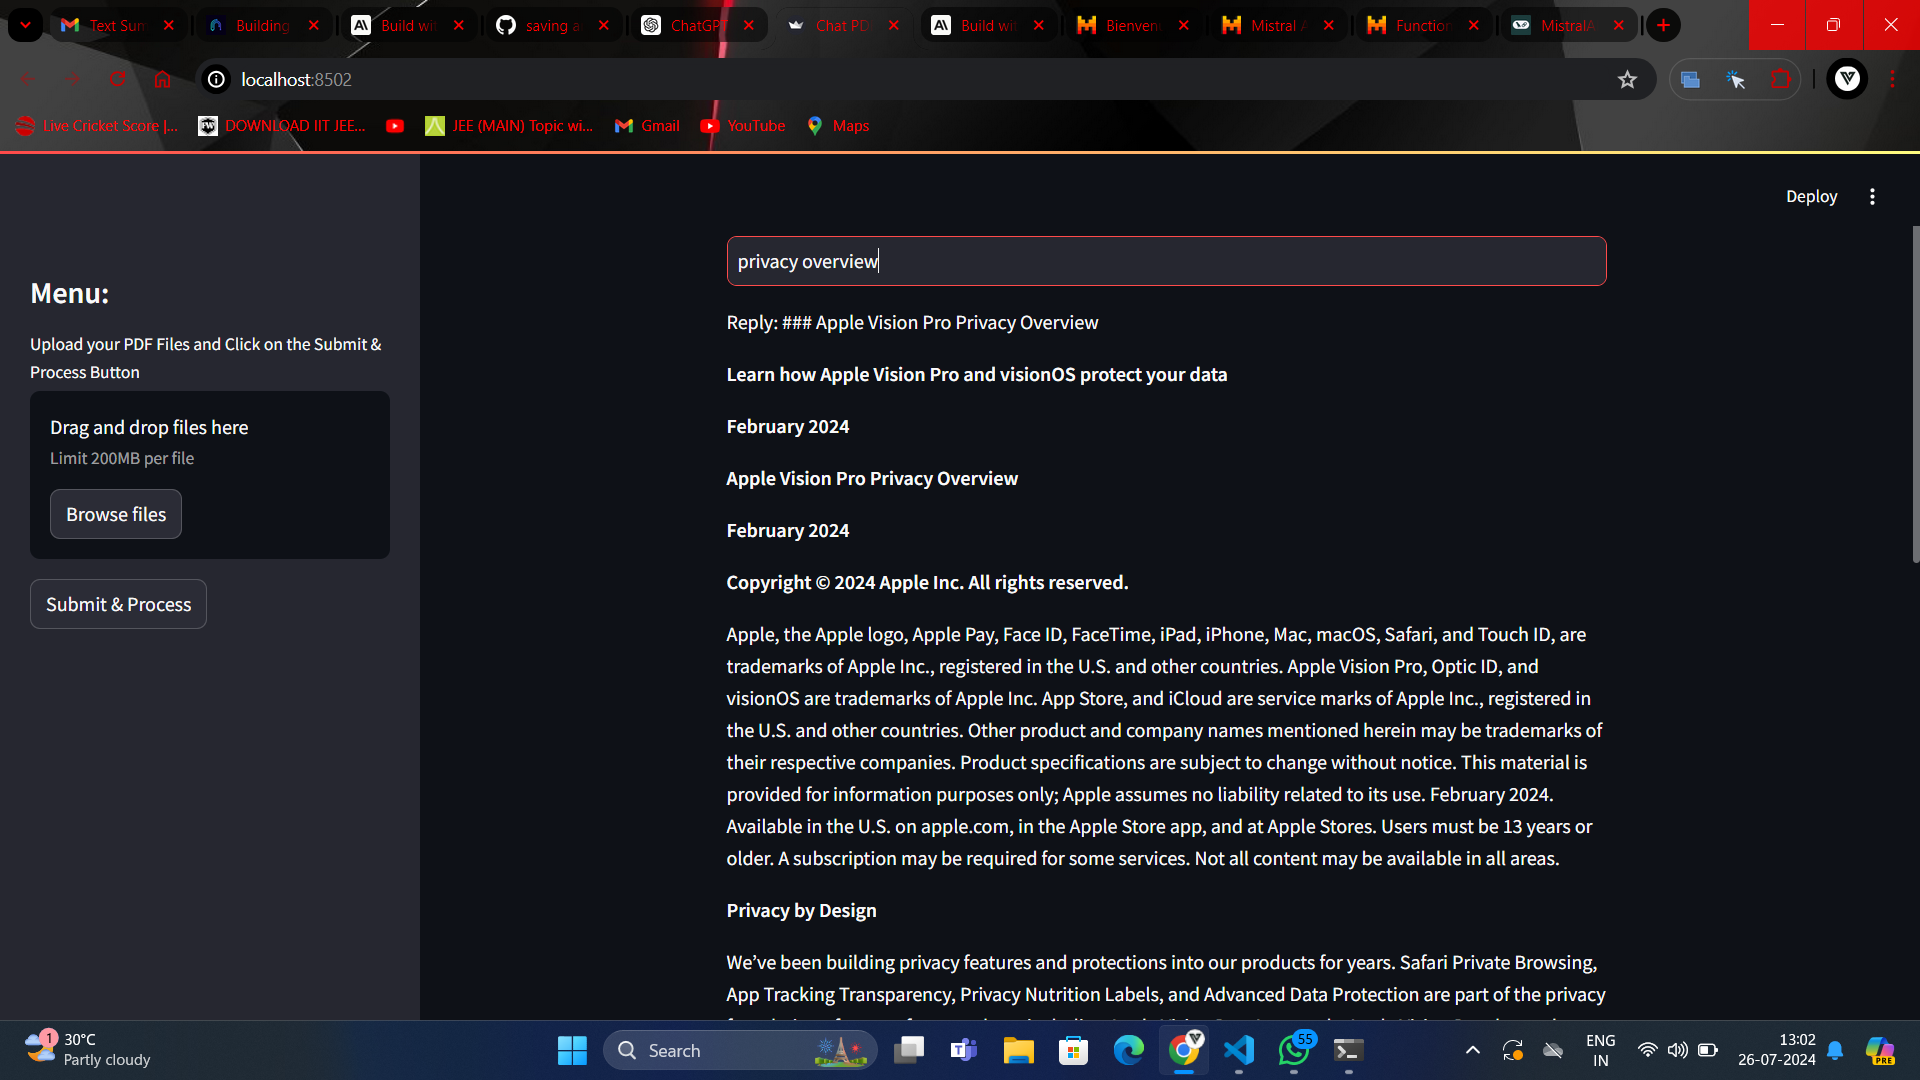 Text Sum
Building
Build wit
saving a
ChatGPT
Chat PD
Build wit
Bienven
Mistral A
Function
MistralA
localhost:8502
Live Cricket Score |...
DOWNLOAD IIT JEE...
JEE (MAIN) Topic wi...
Gmail
YouTube
Maps
Deploy
Menu:
Upload your PDF Files and Click on the Submit &
Process Button
Drag and drop files here
Limit 200MB per file
Browse files
Submit & Process
privacy overview
Reply: ### Apple Vision Pro Privacy Overview
Learn how Apple Vision Pro and visionOS protect your data
February 2024
Apple Vision Pro Privacy Overview
February 2024
Copyright © 2024 Apple Inc. All rights reserved.
Apple, the Apple logo, Apple Pay, Face ID, FaceTime, iPad, iPhone, Mac, macOS, Safari, and Touch ID, are
trademarks of Apple Inc., registered in the U.S. and other countries. Apple Vision Pro, Optic ID, and
visionOS are trademarks of Apple Inc. App Store, and iCloud are service marks of Apple Inc., registered in
the U.S. and other countries. Other product and company names mentioned herein may be trademarks of
their respective companies. Product specifications are subject to change without notice. This material is
provided for information purposes only; Apple assumes no liability related to its use. February 2024.
Available in the U.S. on apple.com, in the Apple Store app, and at Apple Stores. Users must be 13 years or
older. A subscription may be required for some services. Not all content may be available in all areas.
Privacy by Design
We’ve been building privacy features and protections into our products for years. Safari Private Browsing,
App Tracking Transparency, Privacy Nutrition Labels, and Advanced Data Protection are part of the privacy
1
30°C
Partly cloudy
Search
55
ENG
IN
13:02
26-07-2024
PRE